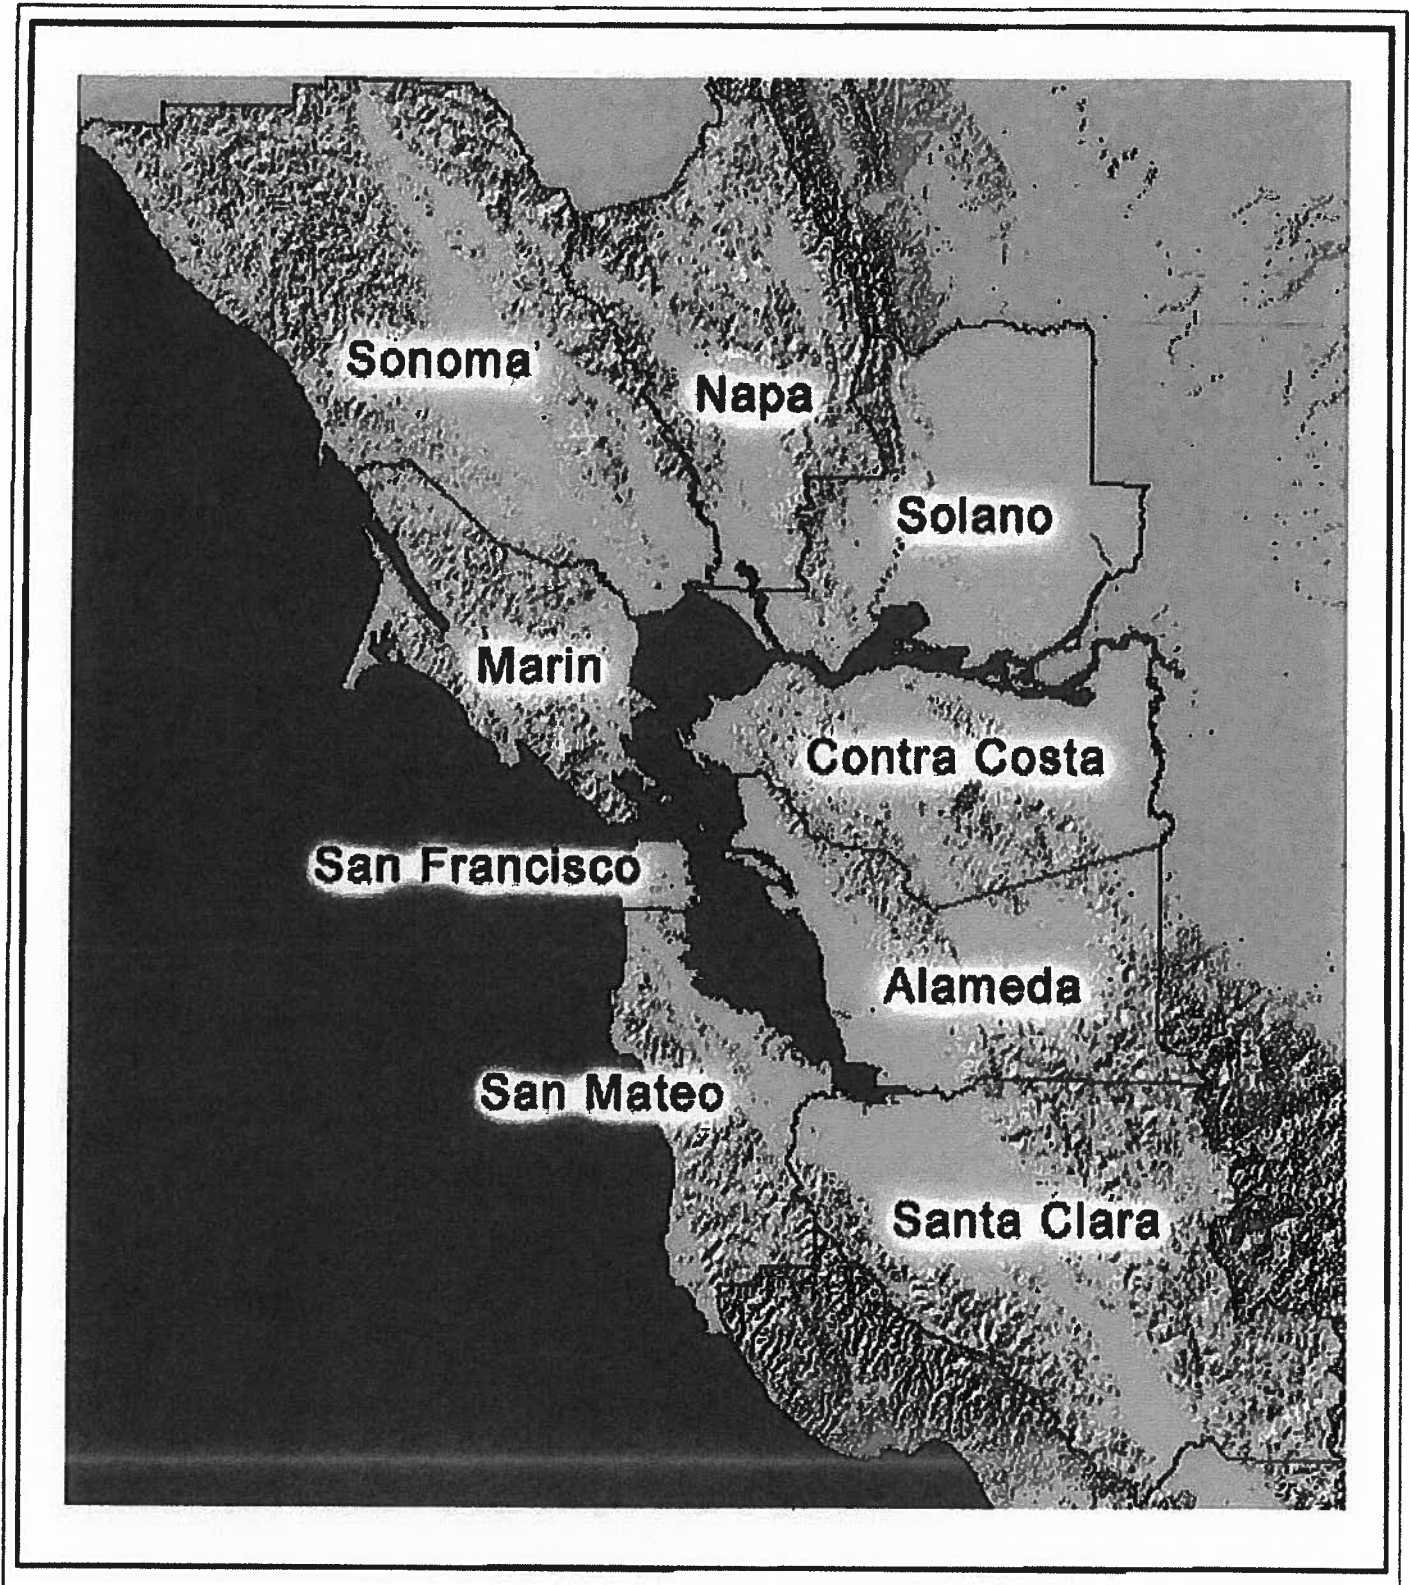 Sonoma
Napa
Solano
Marin
Contra Costa
San Francisco
Alameda
San Mateo
Santa Clara